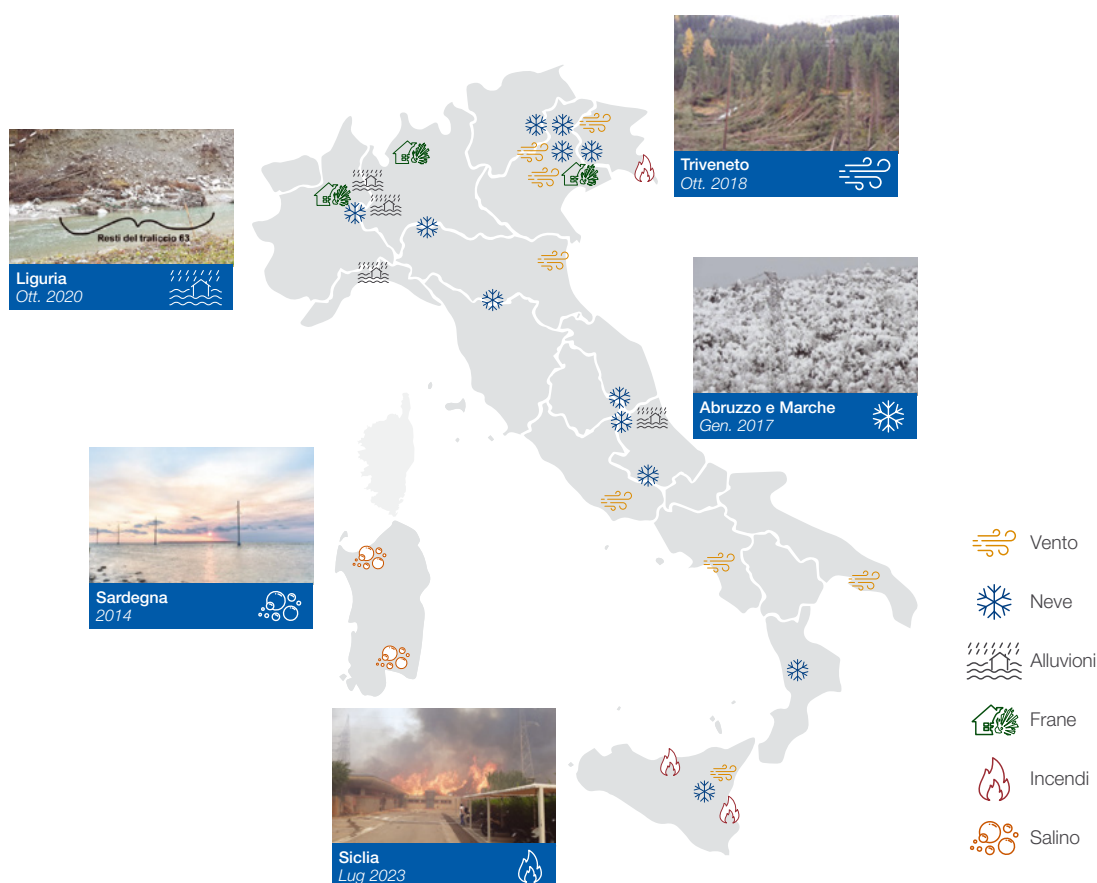 Triveneto
Ott. 2018
Resti del traliccio 63
Liguria
Ott. 2020
Abruzzo e Marche
Gen. 2017
Sardegna
2014
Siclia
Lug 2023
Vento
Neve
Alluvioni
Frane
Incendi
Salino